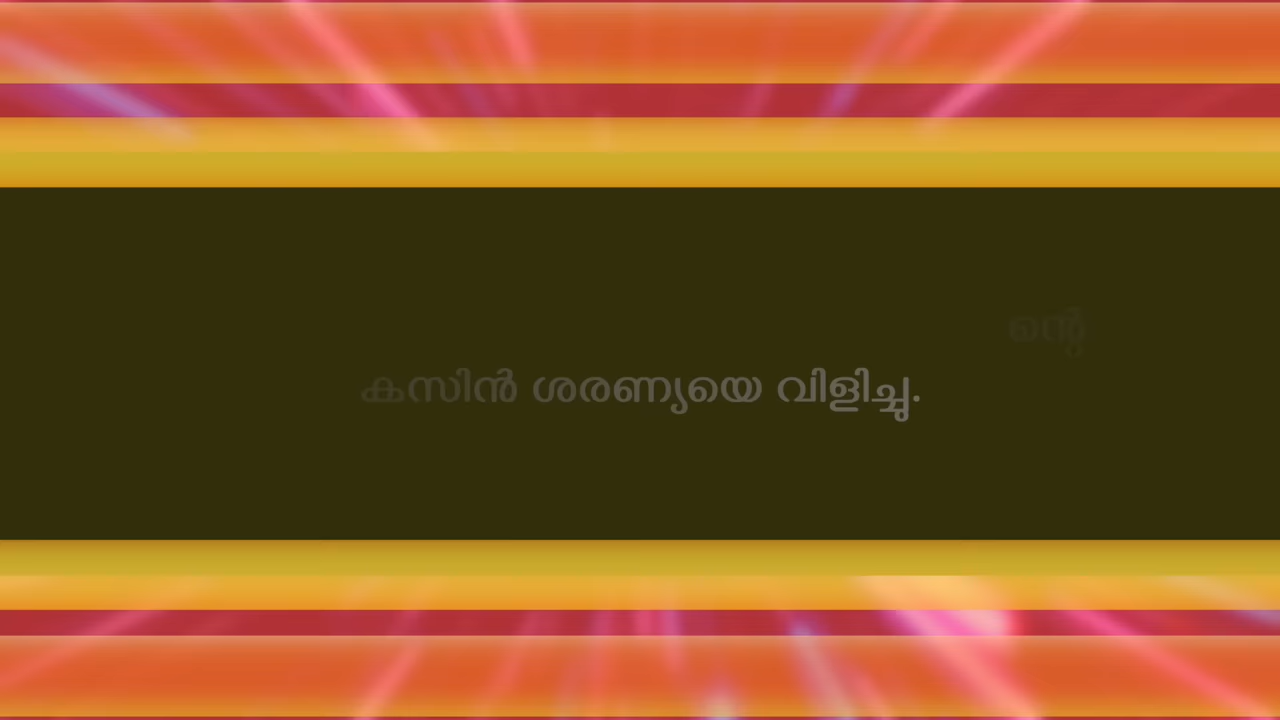 കസിൻ ശരണ്യയെ വിളിച്ചു.